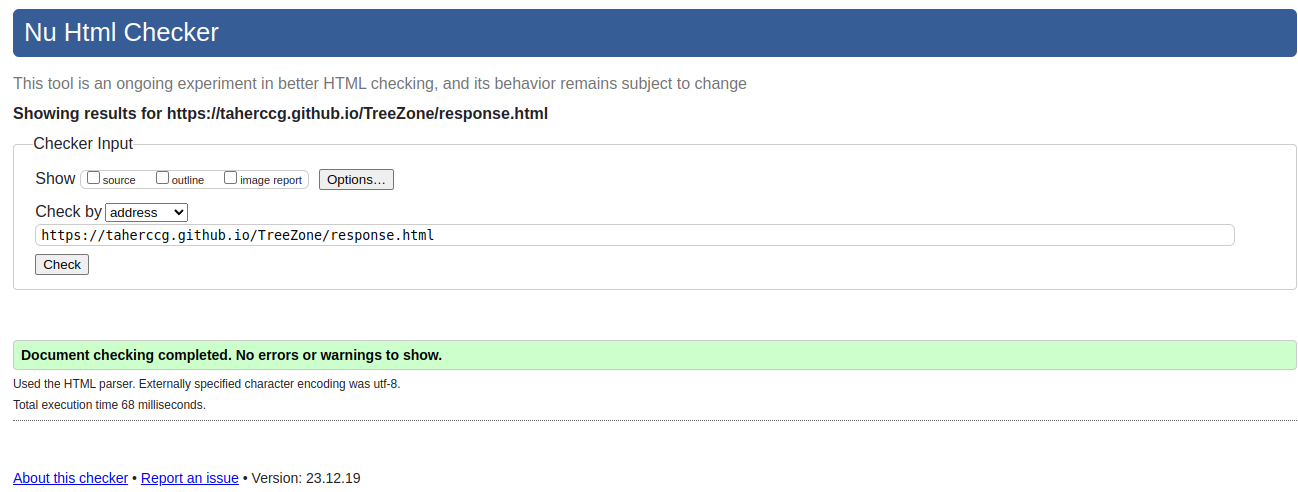 Nu Html Checker
This tool is an ongoing experiment in better HTML checking, and its behavior remains subject to change
Showing results for https://taherccg.github.io/TreeZone/response.html
Checker Input
Show source outline image report Options...
Check by address
https://taherccg.github.io/TreeZone/response.html
Check
Document checking completed. No errors or warnings to show.
Used the HTML parser. Externally specified character encoding was utf-8.
Total execution time 68 milliseconds.
About this checker • Report an issue • Version: 23.12.19